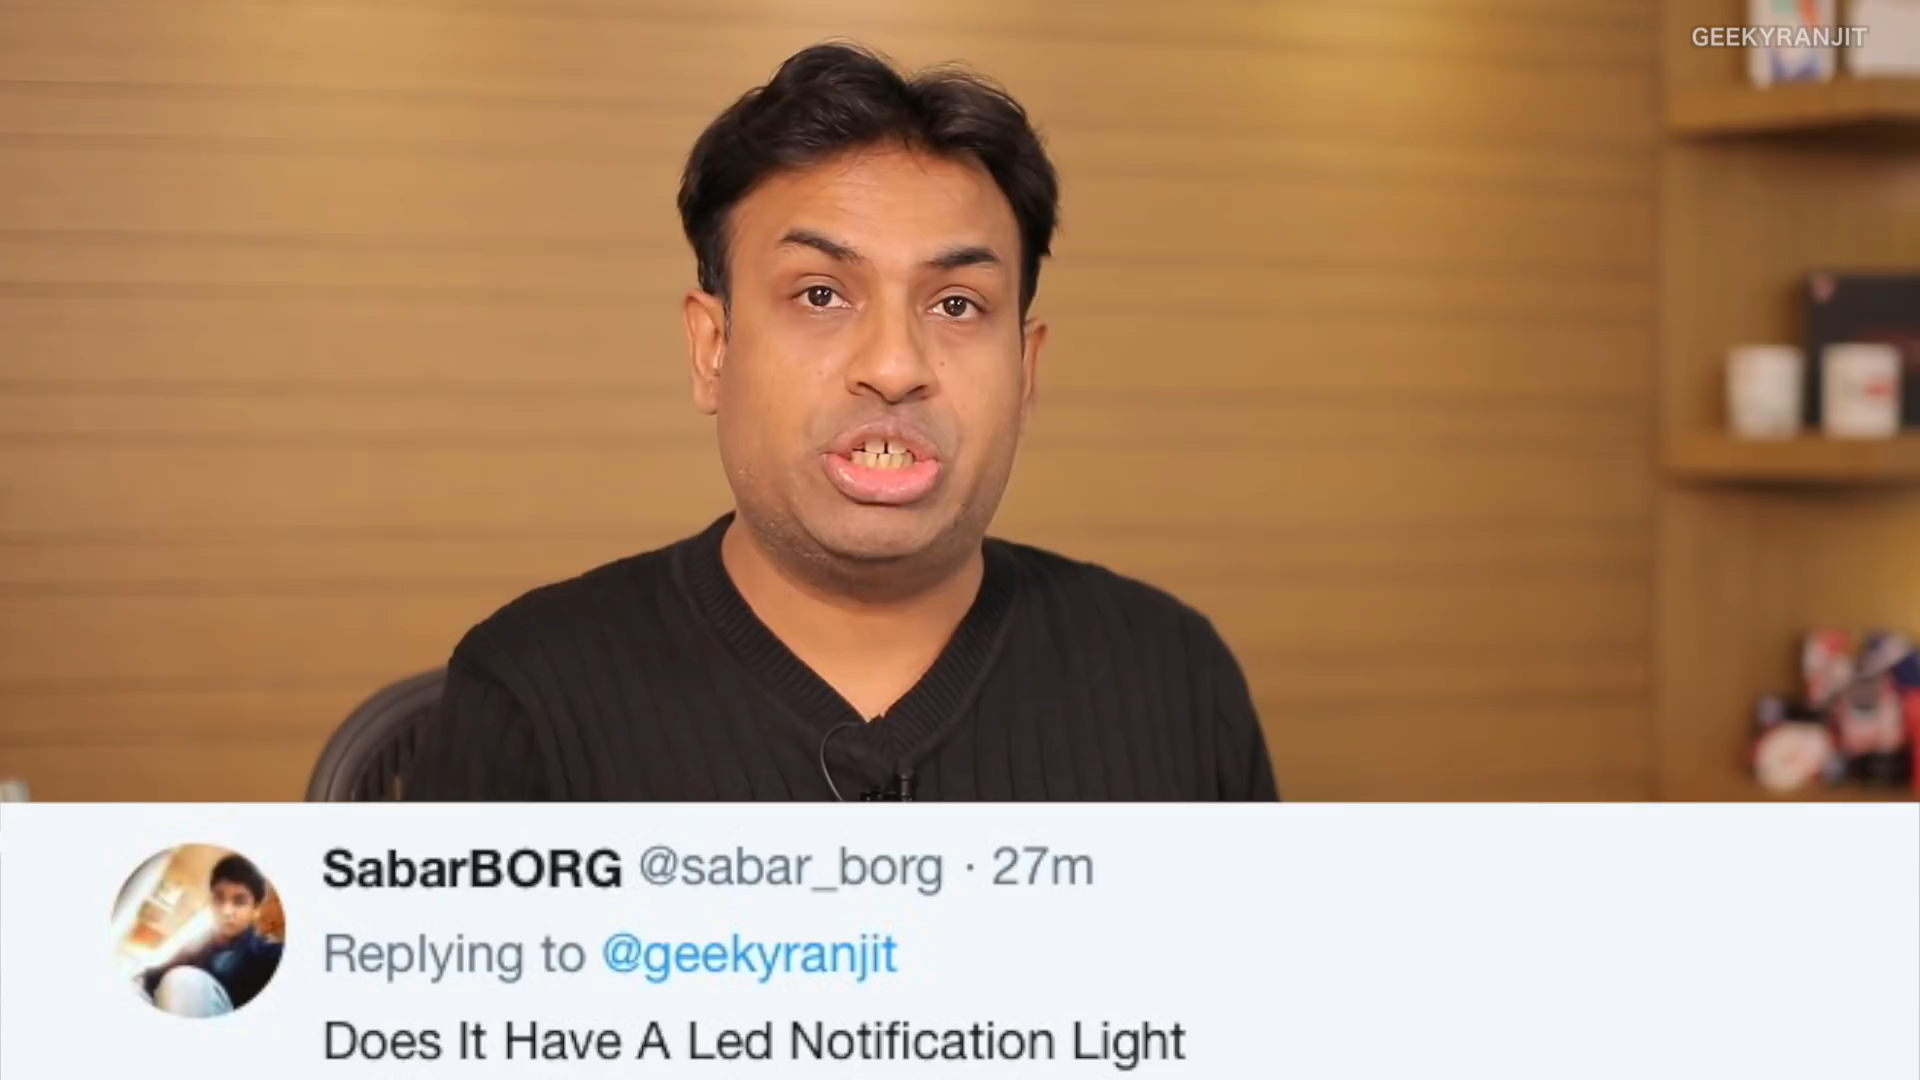 GEEKYRANJIT
SabarBORG @sabar_borg · 27m
Replying to @geekyranjit
Does It Have A Led Notification Light